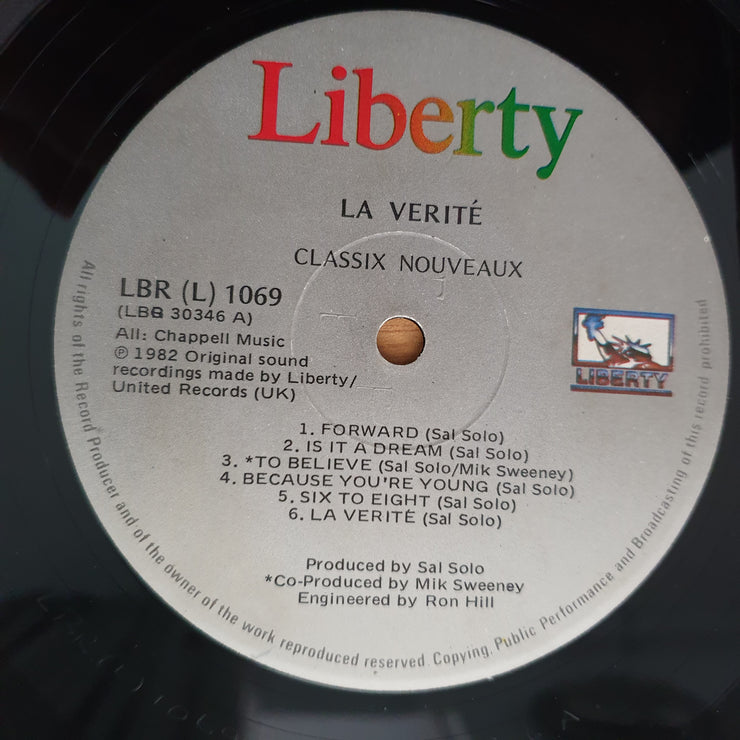 Liberty
LA VERITÉ
CLASSIX NOUVEAUX
LBR (L) 1069
(LBG 30346 A)
All: Chappell Music
℗ 1982 Original sound
recordings made by Liberty/
United Records (UK)
LIBERTY
1. FORWARD (Sal Solo)
2. IS IT A DREAM (Sal Solo)
3. *TO BELIEVE (Sal Solo/Mik Sweeney)
4. BECAUSE YOU'RE YOUNG (Sal Solo)
5. SIX TO EIGHT (Sal Solo)
6. LA VERITÉ (Sal Solo)
Produced by Sal Solo
*Co-Produced by Mik Sweeney
Engineered by Ron Hill
All rights of the Record Producer and of the owner of the work reproduced reserved. Copying, Public Performance and Broadcasting of this record prohibited